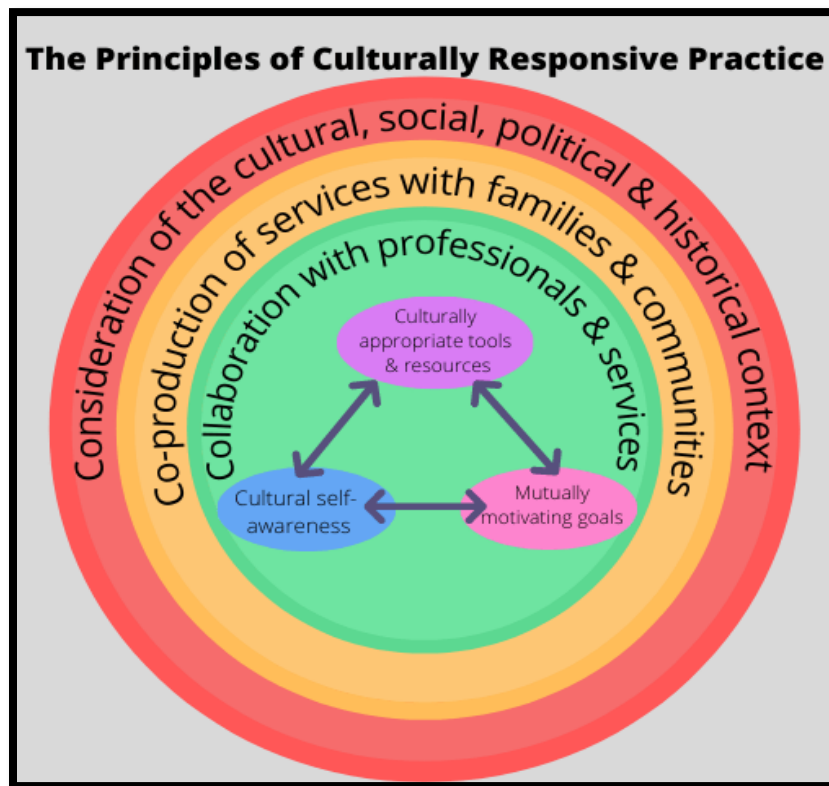 The Principles of Culturally Responsive Practice
Consideration of the cultural, social, political & historical context
Co-production of services with families & communities
Collaboration with professionals & services
Culturally
appropriate tools
& resources
Cultural self-
awareness
Mutually
motivating goals